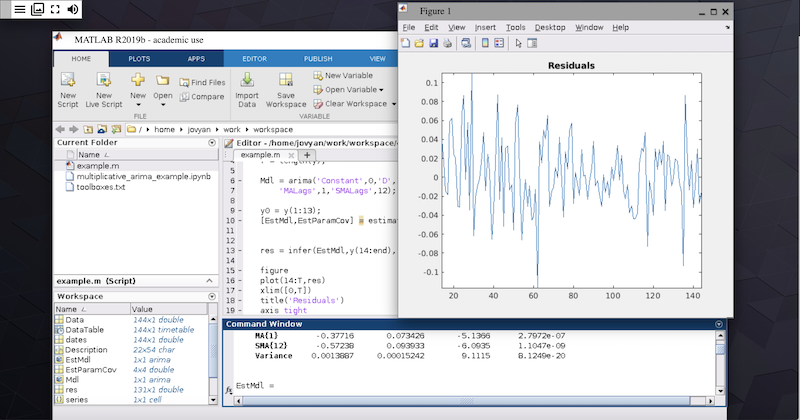 Figure 1
File Edit View Insert Tools Desktop Window Help
MATLAB R2019b - academic use
HOME PLOTS APPS EDITOR PUBLISH VIEW
New Script
New Live Script
New
Open
Find Files
Compare
Import Data
Save Workspace
New Variable
Open Variable
Clear Workspace
FILE VARIABLE
/ home jovyan work workspace
Current Folder
Name
example.m
multiplicative_arima_example.ipynb
toolboxes.txt
example.m (Script)
Workspace
Name Value
Data 144x1 double
DataTable 144x1 timetable
dates 144x1 double
Description 22x54 char
EstMdl 1x1 arima
EstParamCov 4x4 double
Mdl 1x1 arima
res 131x1 double
series 1x1 cell
Editor - /home/jovyan/work/workspace/
example.m
5
6 Mdl = arima('Constant',0,'D',
7 'MALags',1,'SMALags',12);
8
9 y0 = y(1:13);
10 [EstMdl,EstParamCov] = estima
11
12
13 res = infer(EstMdl,y(14:end),
14
15 figure
16 plot(14:T,res)
17 xlim([0,T])
18 title('Residuals')
19 axis tight
Command Window
MA{1} -0.37716 0.073426 -5.1366 2.7972e-07
SMA{12} -0.57238 0.093933 -6.0935 1.1047e-09
Variance 0.0013887 0.00015242 9.1115 8.1249e-20
EstMdl =
fx
Residuals
0.1
0.08
0.06
0.04
0.02
0
-0.02
-0.04
-0.06
-0.08
-0.1
20 40 60 80 100 120 140